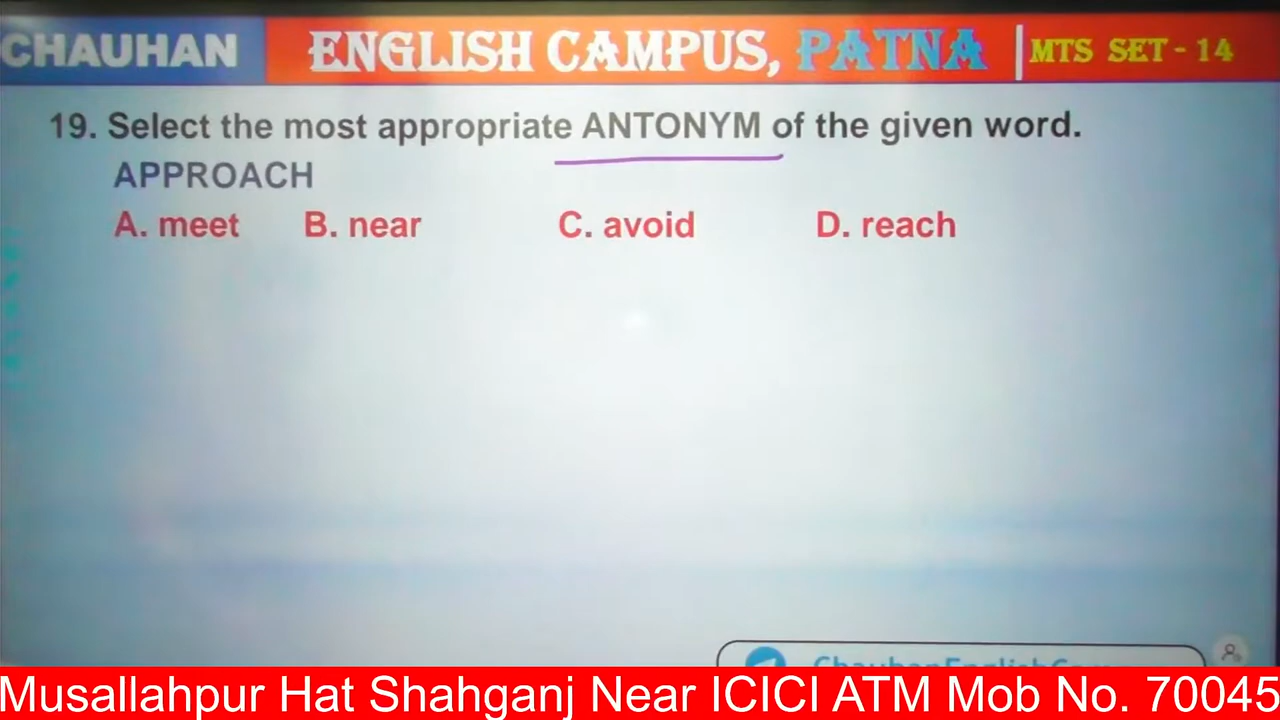 CHAUHAN ENGLISH CAMPUS, PATNA MTS SET - 14
19. Select the most appropriate ANTONYM of the given word.
APPROACH
A. meet B. near C. avoid D. reach
Musallahpur Hat Shahganj Near ICICI ATM Mob No. 70045